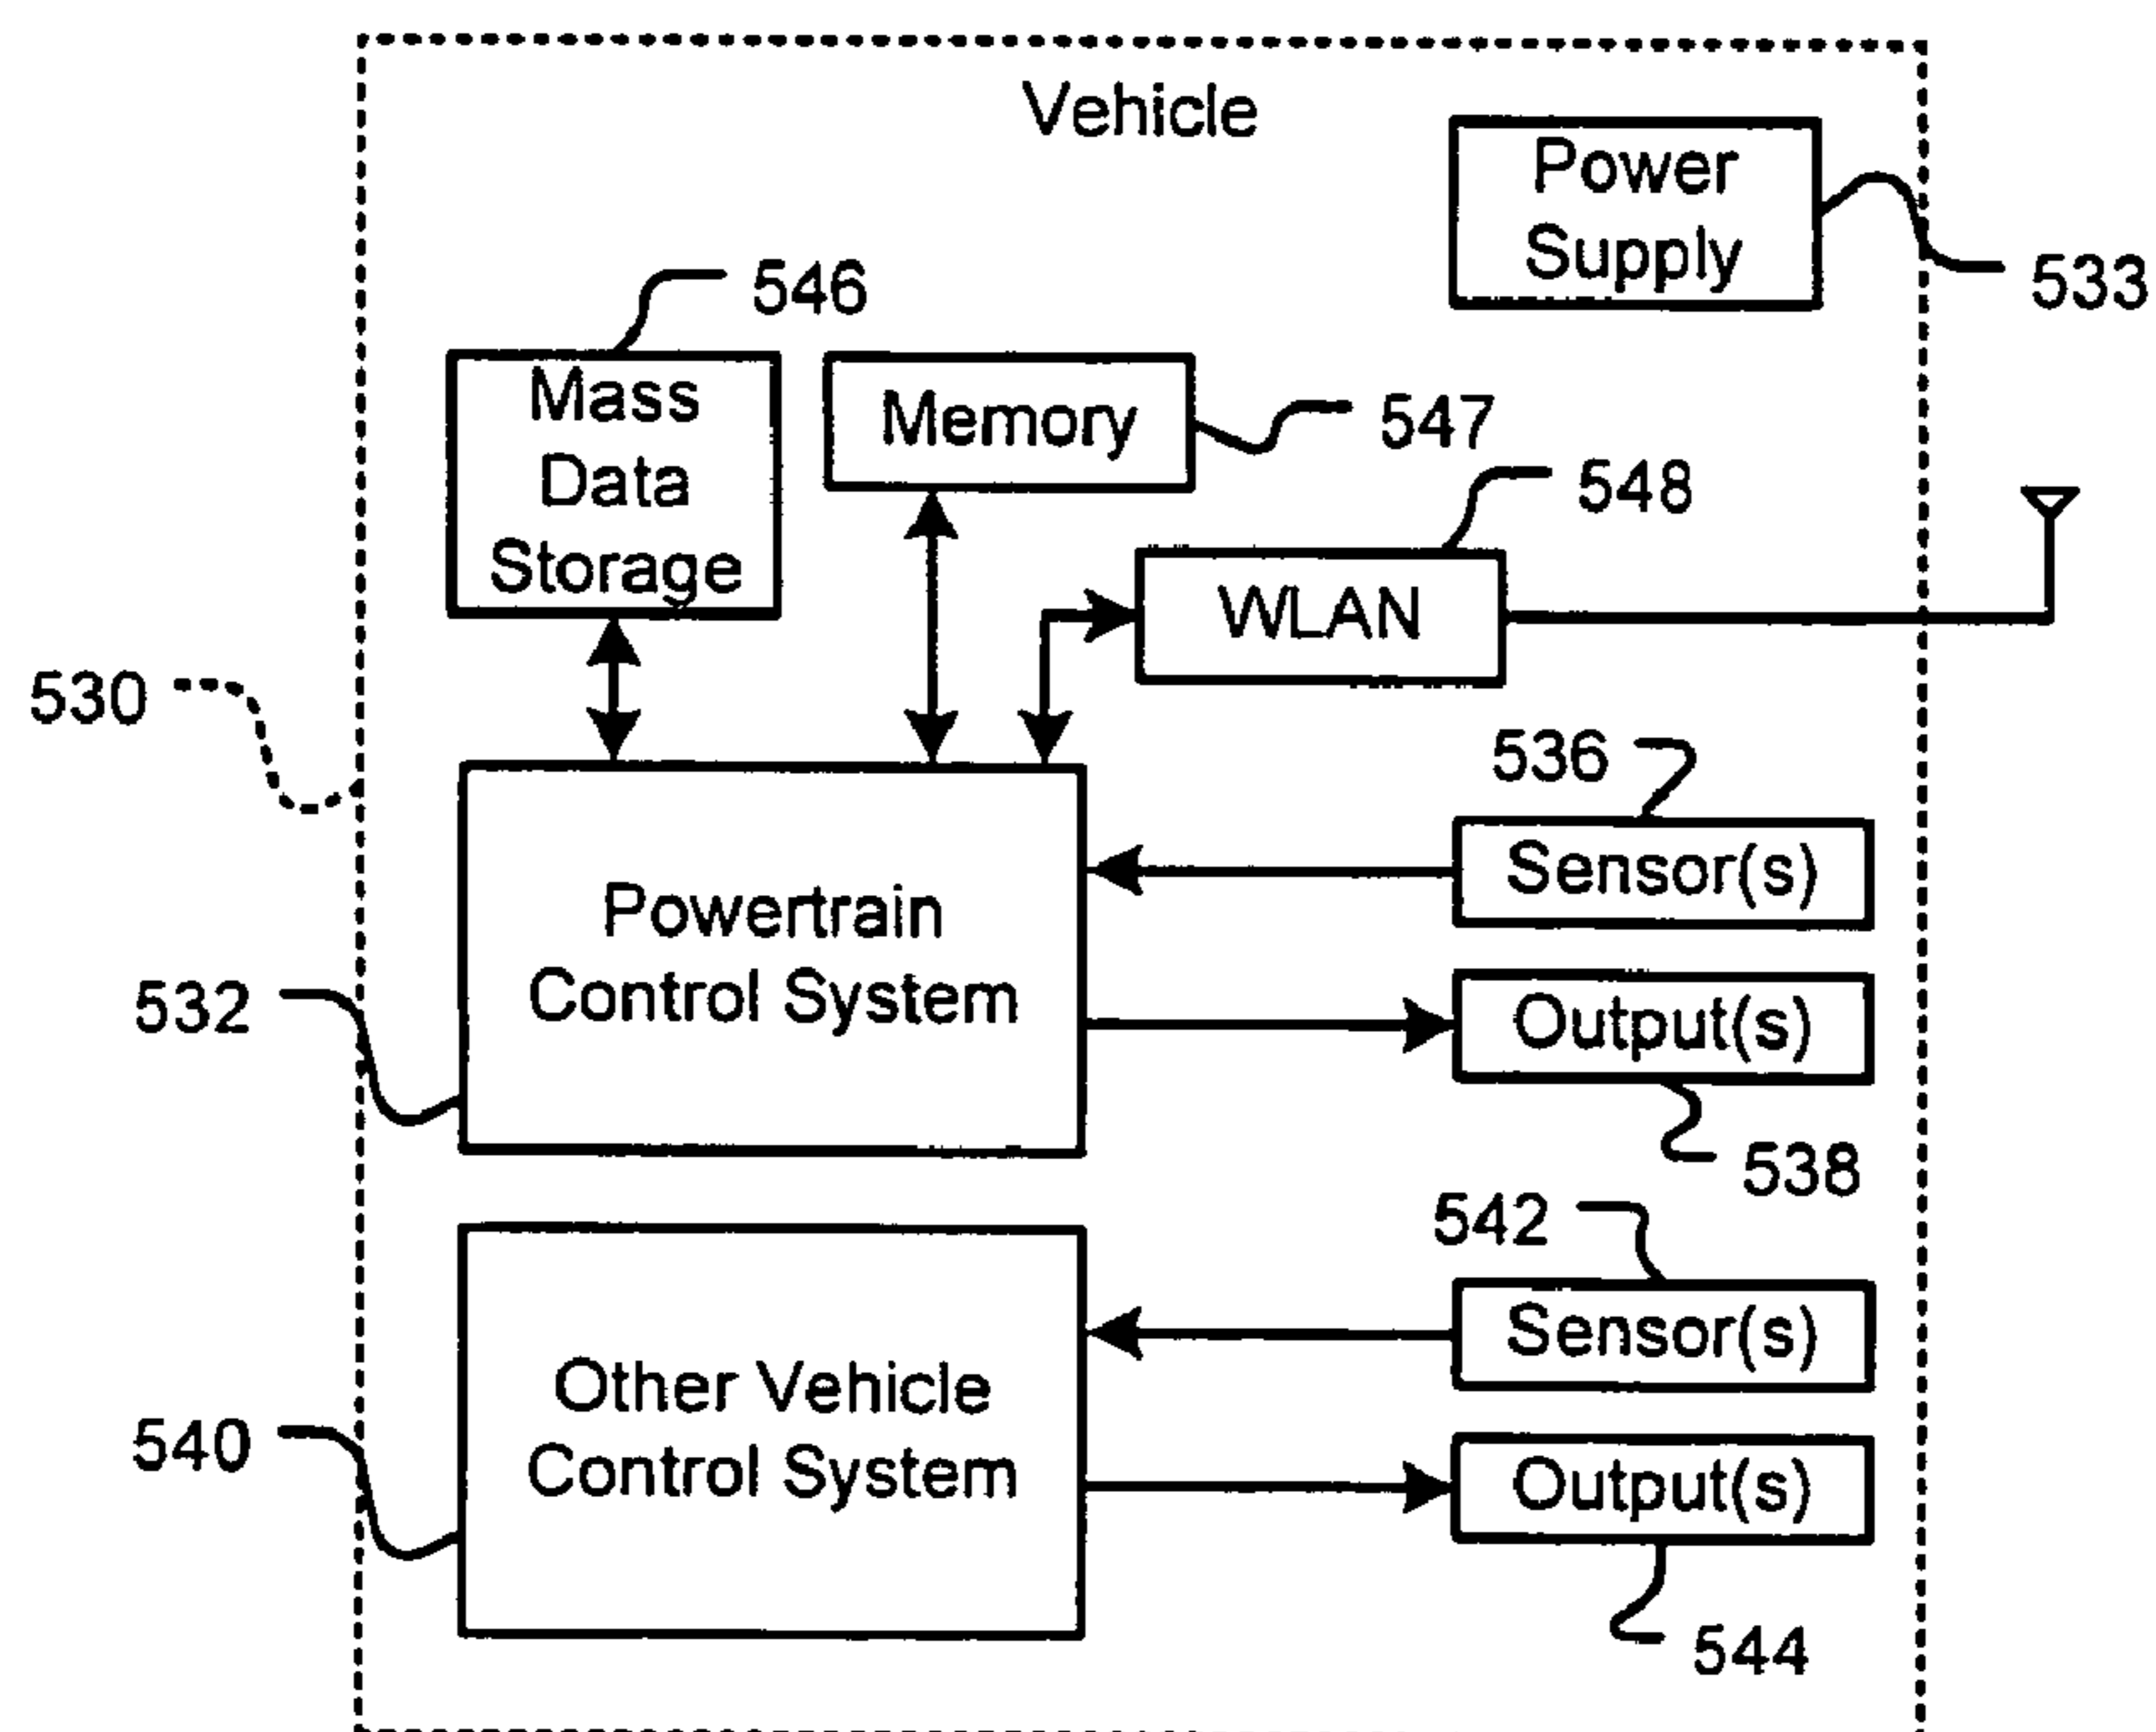 Vehicle
Power
Supply
533
546
Mass
Data
Storage
Memory
547
548
WLAN
530
536
Sensor(s)
Powertrain
Control System
532
Output(s)
538
542
Sensor(s)
Other Vehicle
Control System
540
Output(s)
544